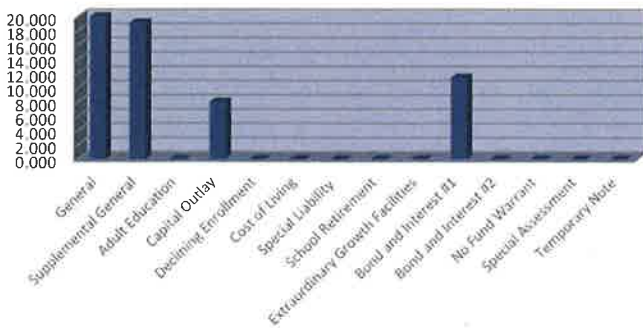 20.000
18.000
16.000
14.000
12.000
10.000
8.000
6.000
4.000
2.000
0.000
General
Supplemental General
Adult Education
Capital Outlay
Declining Enrollment
Cost of Living
Special Liability
School Retirement
Extraordinary Growth Facilities
Bond and Interest #1
Bond and Interest #2
No Fund Warrant
Special Assessment
Temporary Note